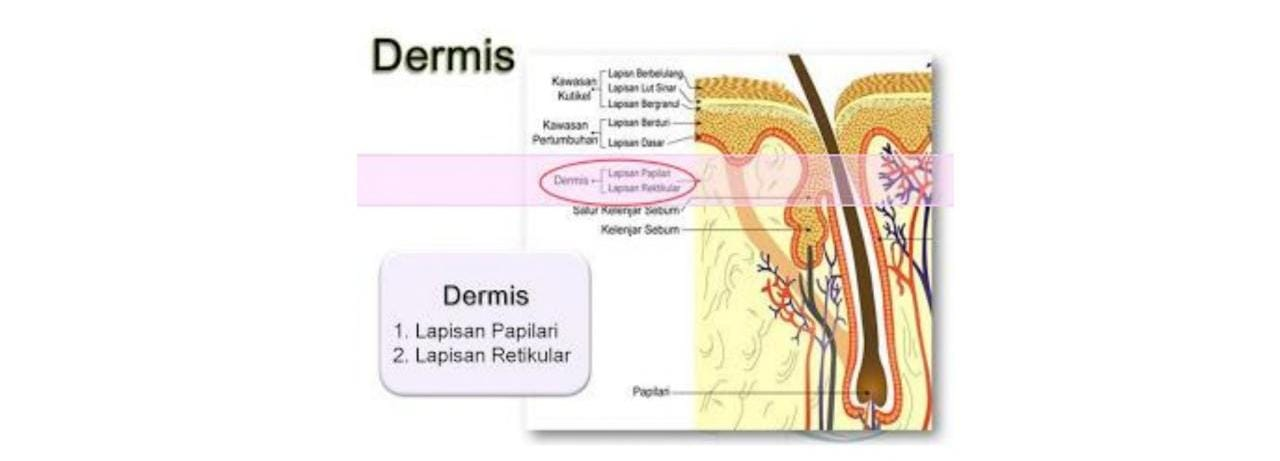 Dermis
Kawasan Kutikel
Lapisn Berbelulang
Lapisan Lut Sinar
Lapisan Bergranul
Kawasan Pertumbuhan
Lapisan Berduri
Lapisan Dasar
Dermis
Lapisan Papilari
Lapisan Retikular
Salur Kelenjar Sebum
Kelenjar Sebum
Dermis
1. Lapisan Papilari
2. Lapisan Retikular
Papilari